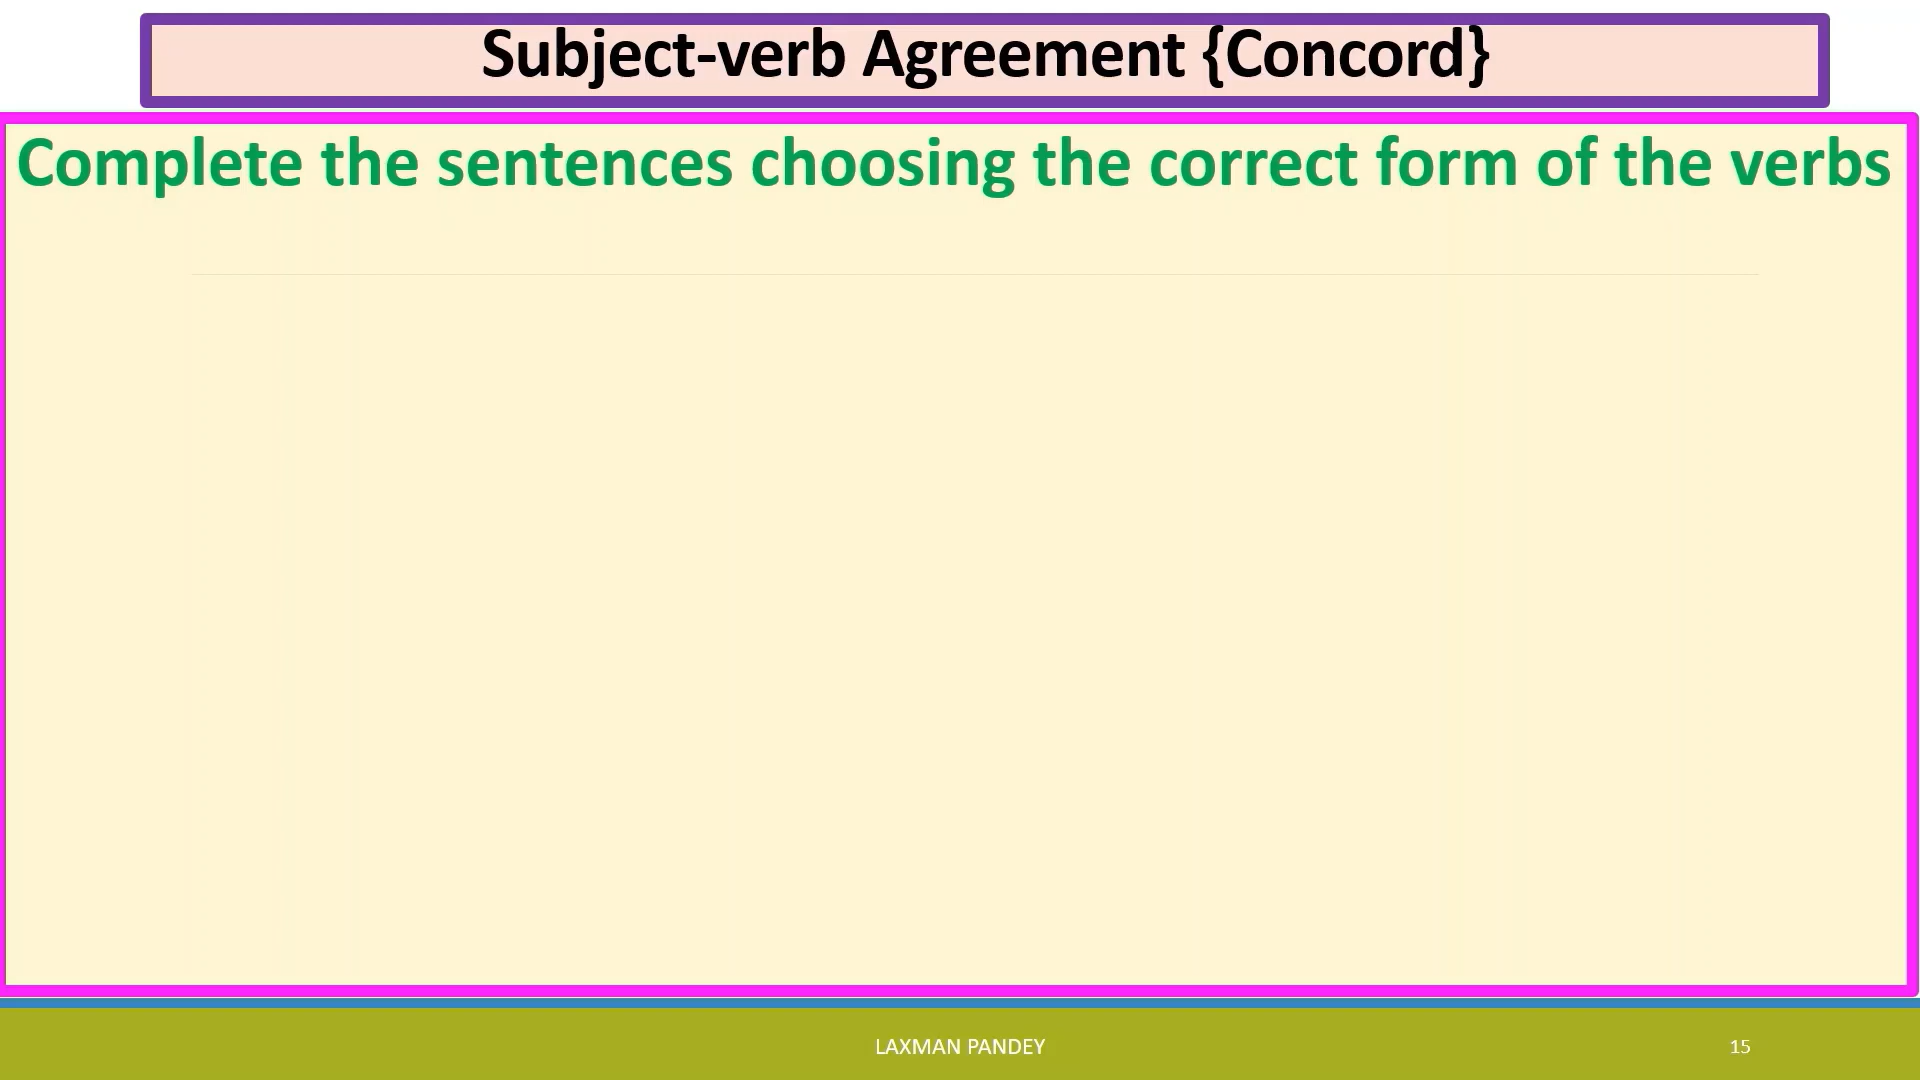 Subject-verb Agreement {Concord}
Complete the sentences choosing the correct form of the verbs
LAXMAN PANDEY
15